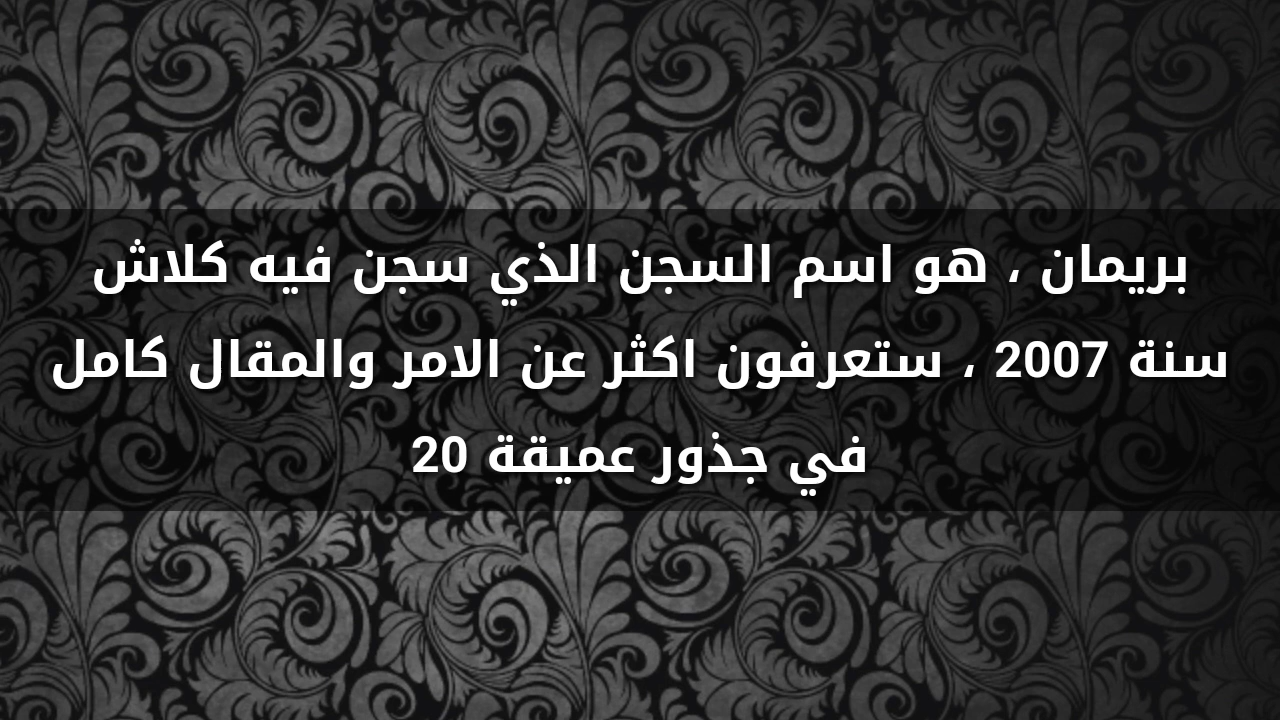 بريمان ، هو اسم السجن الذي سجن فيه كلاش
سنة 2007 ، ستعرفون اكثر عن الامر والمقال كامل
في جذور عميقة 20